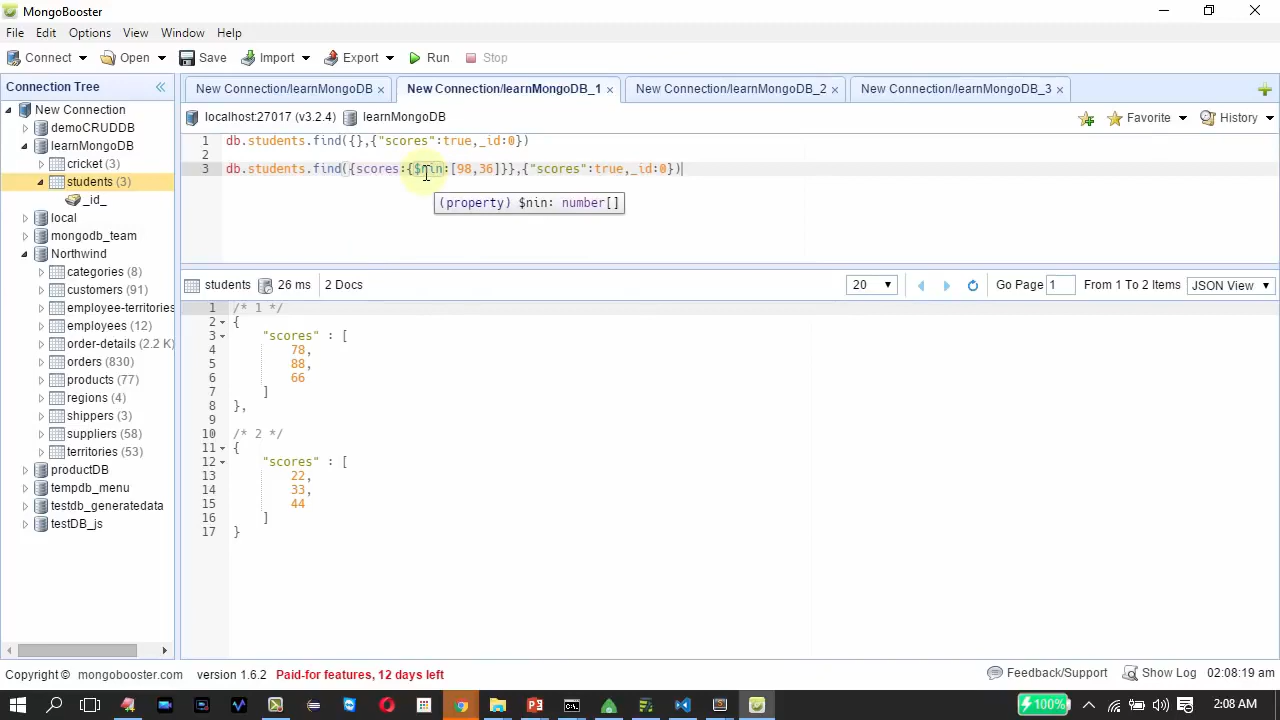 MongoBooster
File Edit Options View Window Help
Connect Open Save Import Export Run Stop
Connection Tree
New Connection/learnMongoDB × New Connection/learnMongoDB_1 × New Connection/learnMongoDB_2 × New Connection/learnMongoDB_3 ×
New Connection
demoCRUDDB
learnMongoDB
cricket (3)
students (3)
_id_
local
mongodb_team
Northwind
categories (8)
customers (91)
employee-territories
employees (12)
order-details (2.2 K)
orders (830)
products (77)
regions (4)
shippers (3)
suppliers (58)
territories (53)
productDB
tempdb_menu
testdb_generatedata
testDB_js
localhost:27017 (v3.2.4) learnMongoDB Favorite History
1 db.students.find({},{"scores":true,_id:0})
2
3 db.students.find({scores:{$nin:[98,36]}},{"scores":true,_id:0})
(property) $nin: number[]
students 26 ms 2 Docs 20 Go Page 1 From 1 To 2 Items JSON View
1 /* 1 */
2 {
3 "scores" : [
4 78,
5 88,
6 66
7 ]
8 },
9
10 /* 2 */
11 {
12 "scores" : [
13 22,
14 33,
15 44
16 ]
17 }
Copyright © mongobooster.com version 1.6.2 Paid-for features, 12 days left Feedback/Support Show Log 02:08:19 am
100% 2:08 AM